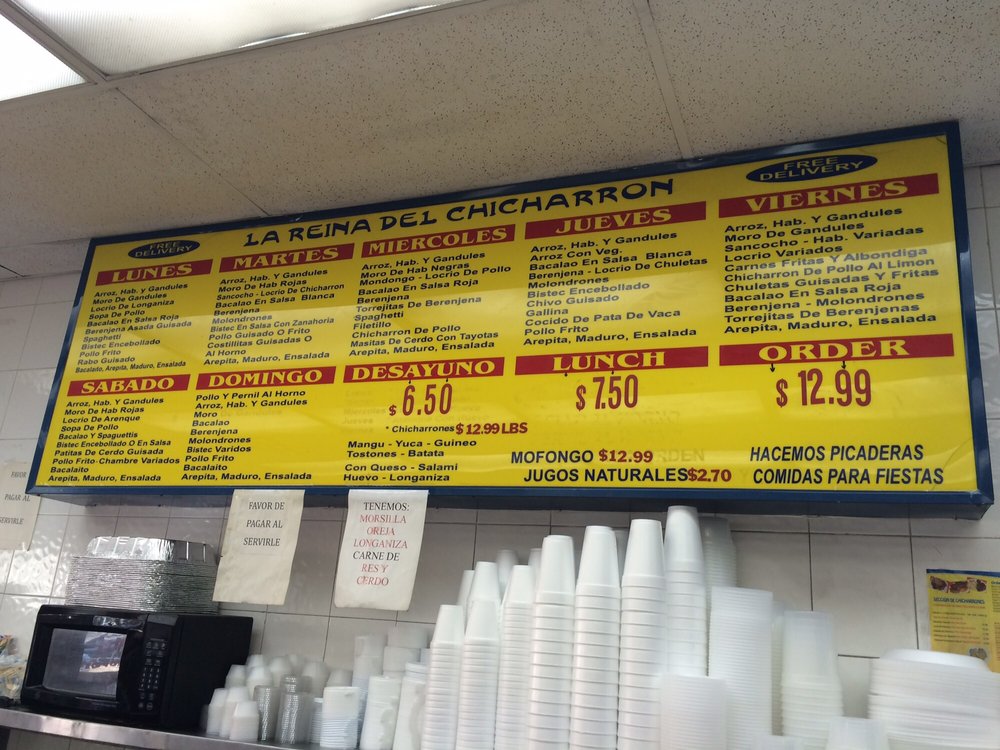 LA REINA DEL CHICHARRON
FREE
DELIVERY
FREE
DELIVERY
LUNES
Arroz, Hab. y Gandules
Moro De Gandules
Locrio De Longaniza
Sopa De Pollo
Bacalao En Salsa Roja
Berenjena Asada Guisada
Spaghetti
Bistec Encebollado
Pollo Frito
Rabo Guisado
Bacalado, Arepita, Maduro, Ensalada
MARTES
Arroz, Hab. Y Gandules
Moro De Hab Rojas
Sancocho - Locrio De Chicharron
Bacalao En Salsa Blanca
Berenjena
Molondrones
Bistec En Salsa Con Zanahoria
Pollo Guisado O Frito
Costillitas Guisadas O
Al Horno
Arepita, Maduro, Ensalada
MIERCOLES
Arroz, Hab. Y Gandules
Moro De Hab Negras
Mondongo - Locrio De Pollo
Bacalao En Salsa Roja
Berenjena
Torrejitas De Berenjena
Spaghetti
Filetillo
Chicharron De Pollo
Masitas De Cerdo Con Tayotas
Arepita, Maduro, Ensalada
JUEVES
Arroz, Hab. Y Gandules
Arroz Con Veg.
Bacalao En Salsa Blanca
Berenjena - Locrio De Chuletas
Molondrones
Bistec Encebollado
Chivo Guisado
Gallina
Cocido De Pata De Vaca
Pollo Frito
Arepita, Maduro, Ensalada
VIERNES
Arroz, Hab. Y Gandules
Moro De Gandules
Sancocho - Hab. Variadas
Locrio Variados
Carnes Fritas Y Albondiga
Chicharron De Pollo Al Limon
Chuletas Guisadas Y Fritas
Bacalao En Salsa Roja
Berenjena - Molondrones
Torrejitas De Berenjenas
Arepita, Maduro, Ensalada
SABADO
Arroz, Hab. Y Gandules
Moro De Hab Rojas
Locrio De Arenque
Sopa De Pollo
Bacalao Y Spaguettis
Bistec Encebollado O En Salsa
Patitas De Cerdo Guisada
Pollo Frito-Chambre Variados
Bacalaito
Arepita, Maduro, Ensalada
DOMINGO
Pollo Y Pernil Al Horno
Arroz, Hab. Y Gandules
Moro
Bacalao
Berenjena
Molondrones
Bistec Varidos
Pollo Frito
Bacalaito
Arepita, Maduro, Ensalada
DESAYUNO
$ 6.50
* Chicharrones $12.99 LBS
Mangu - Yuca - Guineo
Tostones - Batata
Con Queso - Salami
Huevo - Longaniza
LUNCH
$ 7.50
ORDER
$ 12.99
MOFONGO $12.99
JUGOS NATURALES $2.70
HACEMOS PICADERAS
COMIDAS PARA FIESTAS
FAVOR
PAGAR AL
SERVIRLE
FAVOR DE
PAGAR AL
SERVIRLE
TENEMOS:
MORSILLA
OREJA
LONGANIZA
CARNE DE
RES Y
CERDO
SECCION DE CHICHARRONES